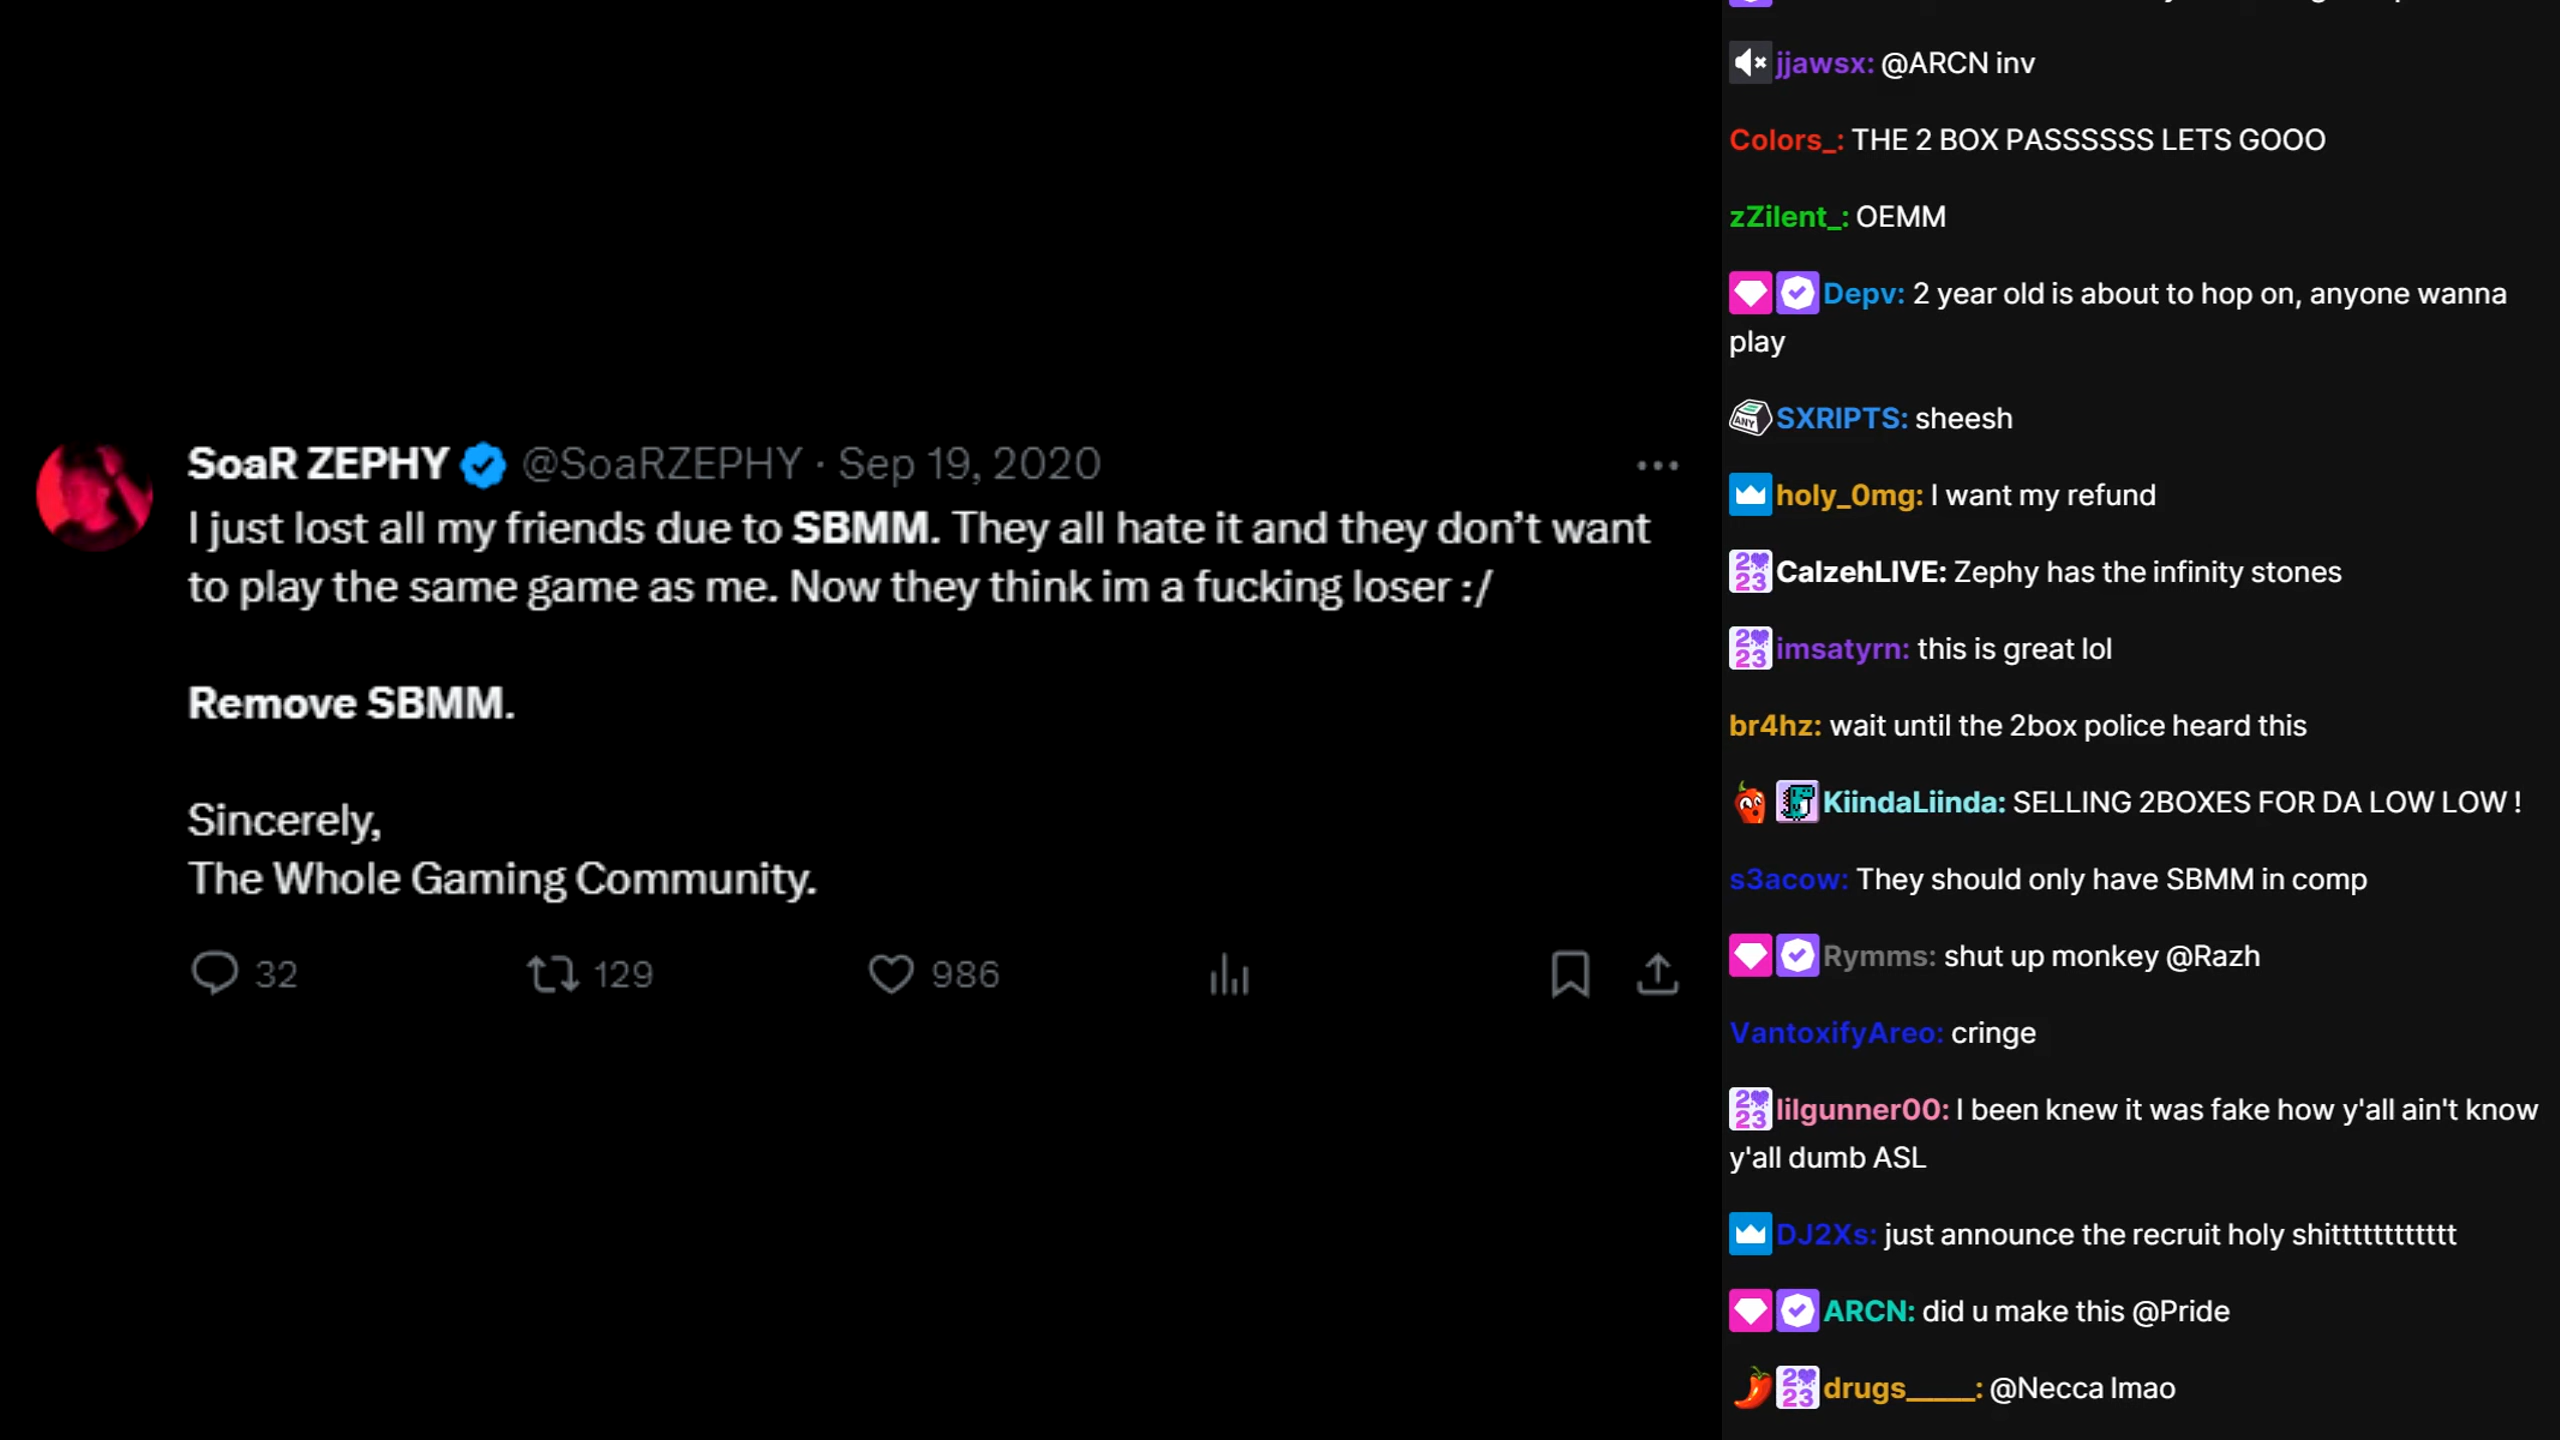 SoaR ZEPHY @SoaRZEPHY · Sep 19, 2020
I just lost all my friends due to SBMM. They all hate it and they don’t want
to play the same game as me. Now they think im a fucking loser :/
Remove SBMM.
Sincerely,
The Whole Gaming Community.
32 129 986
jjawsx: @ARCN inv
Colors_: THE 2 BOX PASSSSSS LETS GOOO
zZilent_: OEMM
Depv: 2 year old is about to hop on, anyone wanna
play
ANY SXRIPTS: sheesh
holy_0mg: I want my refund
2023 CalzehLIVE: Zephy has the infinity stones
2023 imsatyrn: this is great lol
br4hz: wait until the 2box police heard this
KiindaLiinda: SELLING 2BOXES FOR DA LOW LOW !
s3acow: They should only have SBMM in comp
Rymms: shut up monkey @Razh
VantoxifyAreo: cringe
2023 lilgunner00: I been knew it was fake how y'all ain't know
y'all dumb ASL
DJ2Xs: just announce the recruit holy shitttttttttttt
ARCN: did u make this @Pride
2023 drugs_____: @Necca lmao